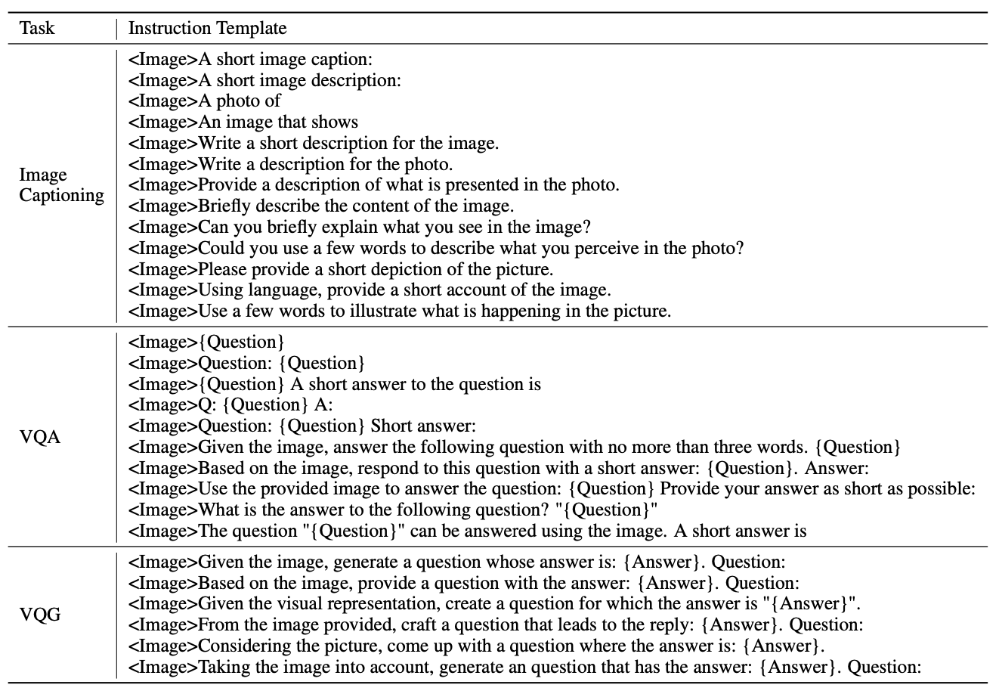 Task Instruction Template
<Image>A short image caption:
<Image>A short image description:
<Image>A photo of
<Image>An image that shows
<Image>Write a short description for the image.
<Image>Write a description for the photo.
Image Captioning
<Image>Provide a description of what is presented in the photo.
<Image>Briefly describe the content of the image.
<Image>Can you briefly explain what you see in the image?
<Image>Could you use a few words to describe what you perceive in the photo?
<Image>Please provide a short depiction of the picture.
<Image>Using language, provide a short account of the image.
<Image>Use a few words to illustrate what is happening in the picture.
VQA
<Image>{Question}
<Image>Question: {Question}
<Image>{Question} A short answer to the question is
<Image>Q: {Question} A:
<Image>Question: {Question} Short answer:
<Image>Given the image, answer the following question with no more than three words. {Question}
<Image>Based on the image, respond to this question with a short answer: {Question}. Answer:
<Image>Use the provided image to answer the question: {Question} Provide your answer as short as possible:
<Image>What is the answer to the following question? "{Question}"
<Image>The question "{Question}" can be answered using the image. A short answer is
VQG
<Image>Given the image, generate a question whose answer is: {Answer}. Question:
<Image>Based on the image, provide a question with the answer: {Answer}. Question:
<Image>Given the visual representation, create a question for which the answer is "{Answer}".
<Image>From the image provided, craft a question that leads to the reply: {Answer}. Question:
<Image>Considering the picture, come up with a question where the answer is: {Answer}.
<Image>Taking the image into account, generate an question that has the answer: {Answer}. Question: